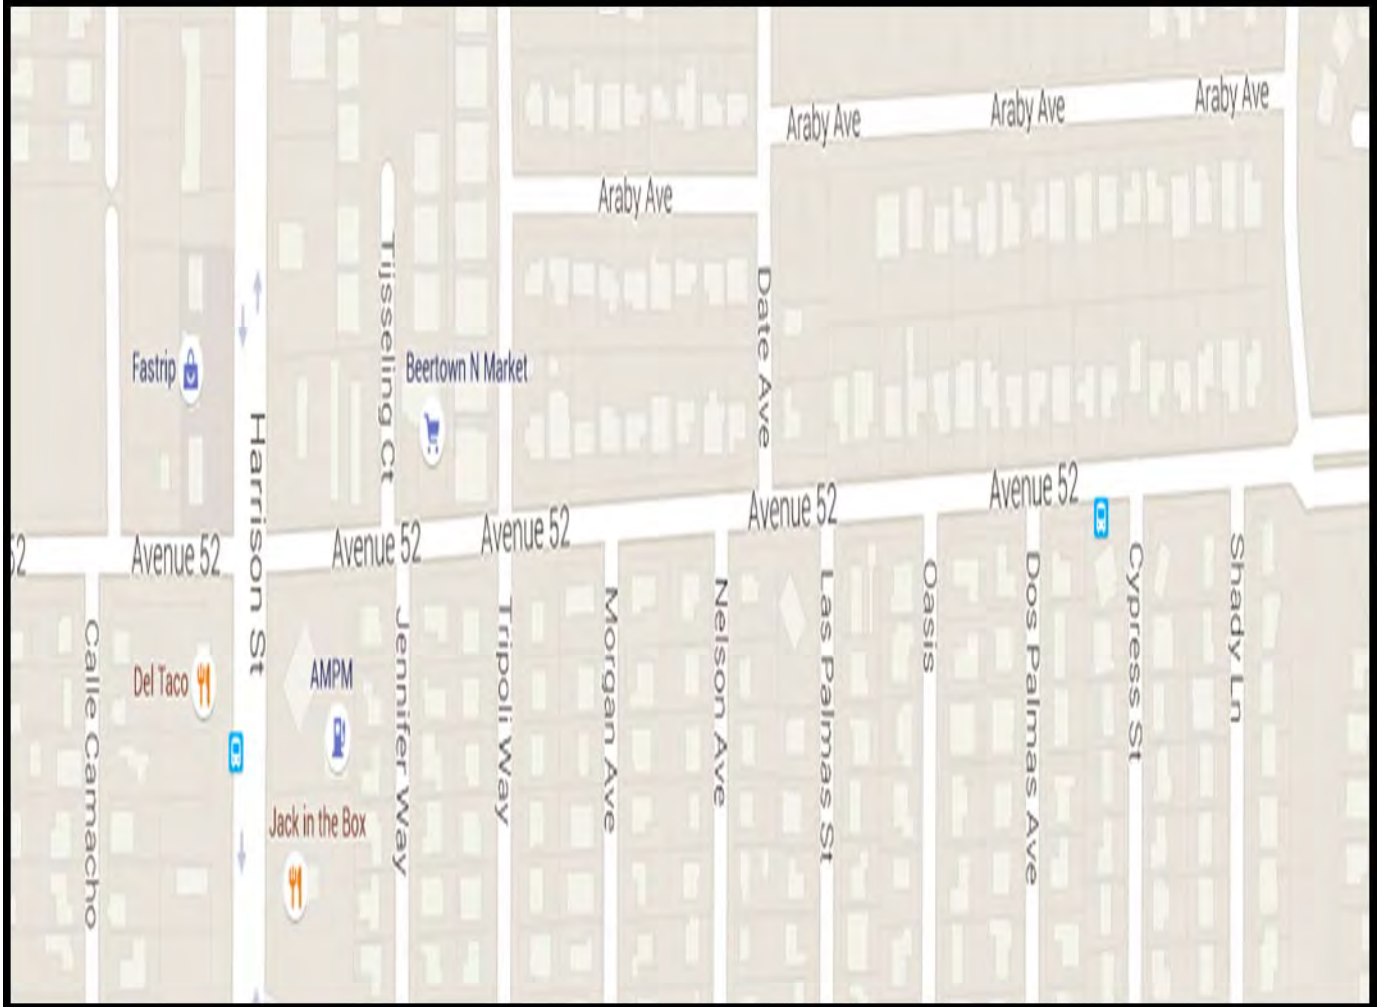 Araby Ave
Araby Ave
Araby Ave
Araby Ave
Tijsseling Ct
Date Ave
Fastrip
Beertown N Market
Harrison St
Avenue 52
Avenue 52
Avenue 52
Avenue 52
Avenue 52
52
Calle Camacho
Del Taco
AMPM
Jack in the Box
Jennifer Way
Tripoli Way
Morgan Ave
Nelson Ave
Las Palmas St
Oasis
Dos Palmas Ave
Cypress St
Shady Ln